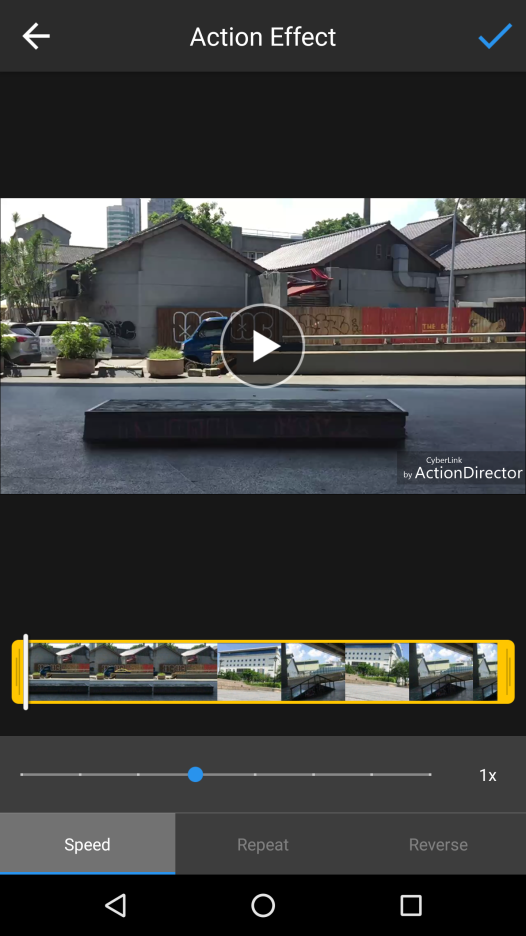 Action Effect
CyberLink
by ActionDirector
1x
Speed
Repeat
Reverse